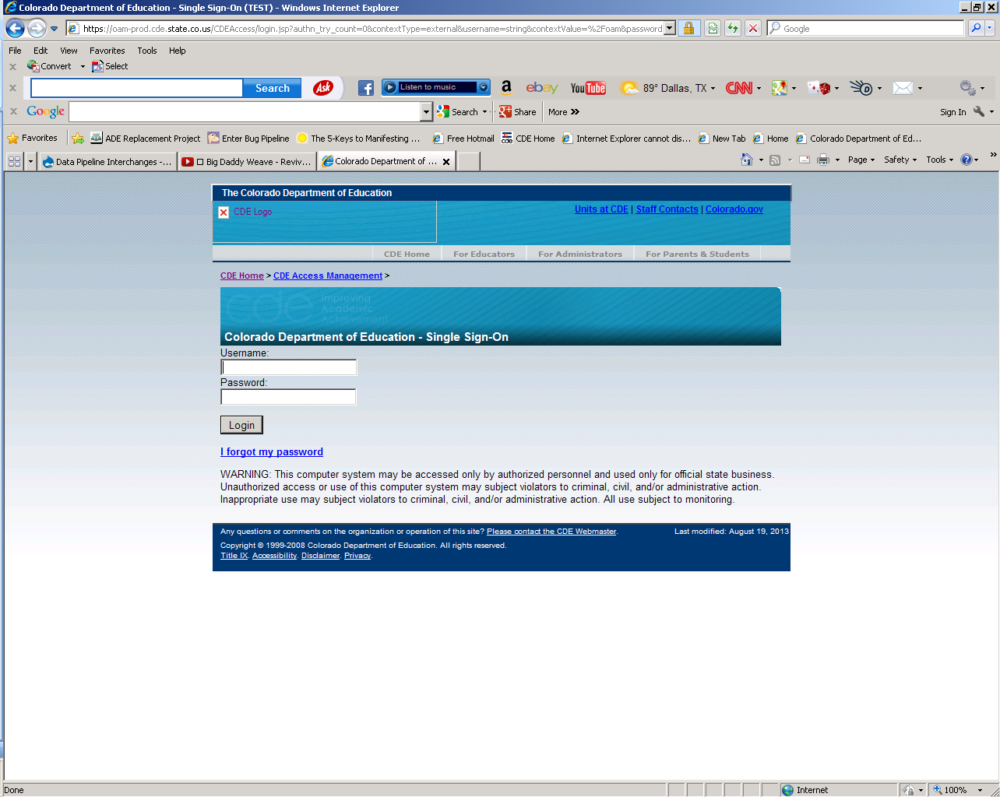 Colorado Department of Education - Single Sign-On (TEST) - Windows Internet Explorer
https://oam-prod.cde.state.co.us/CDEAccess/login.jsp?authn_try_count=0&contextType=external&username=string&contextValue=%2Foam&password
Google
File Edit View Favorites Tools Help
x Convert Select
x Search Ask Listen to music a ebay YouTube 89° Dallas, TX CNN
x Google Search Share More » Sign In
Favorites ADE Replacement Project Enter Bug Pipeline The 5-Keys to Manifesting ... Free Hotmail CDE Home Internet Explorer cannot dis... New Tab Home Colorado Department of Ed...
Data Pipeline Interchanges -... Big Daddy Weave - Reviv... Colorado Department of ... Page Safety Tools »
The Colorado Department of Education
CDE Logo
Units at CDE | Staff Contacts | Colorado.gov
CDE Home For Educators For Administrators For Parents & Students
CDE Home > CDE Access Management >
cde Improving
Academic
Achievement
Colorado Department of Education - Single Sign-On
Username:
Password:
Login
I forgot my password
WARNING: This computer system may be accessed only by authorized personnel and used only for official state business.
Unauthorized access or use of this computer system may subject violators to criminal, civil, and/or administrative action.
Inappropriate use may subject violators to criminal, civil, and/or administrative action. All use subject to monitoring.
Any questions or comments on the organization or operation of this site? Please contact the CDE Webmaster. Last modified: August 19, 2013
Copyright © 1999-2008 Colorado Department of Education. All rights reserved.
Title IX. Accessibility. Disclaimer. Privacy.
Done Internet 100%